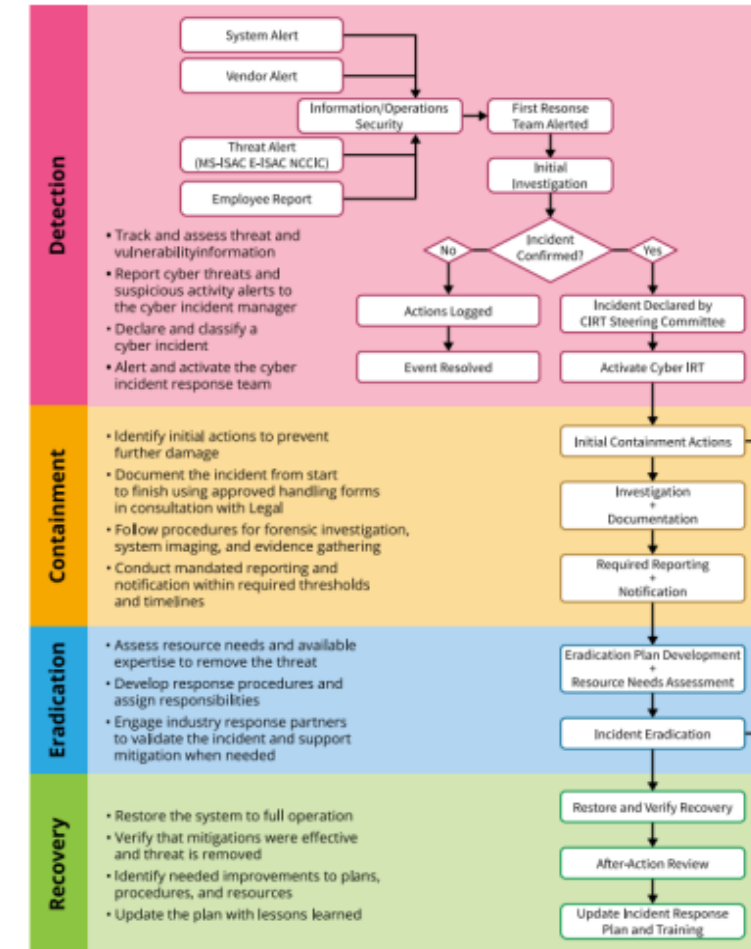 Detection
System Alert
Vendor Alert
Information/Operations
Security
First Resonse
Team Alerted
Threat Alert
(MS-ISAC E-ISAC NCCIC)
Employee Report
Initial
Investigation
Incident
Confirmed?
No
Yes
Actions Logged
Event Resolved
Incident Declared by
CIRT Steering Committee
Activate Cyber IRT
▪ Track and assess threat and
vulnerabilityinformation
▪ Report cyber threats and
suspicious activity alerts to
the cyber incident manager
▪ Declare and classify a
cyber incident
▪ Alert and activate the cyber
incident response team
Containment
• Identify initial actions to prevent
further damage
• Document the incident from start
to finish using approved handling forms
in consultation with Legal
• Follow procedures for forensic investigation,
system imaging, and evidence gathering
• Conduct mandated reporting and
notification within required thresholds
and timelines
Initial Containment Actions
Investigation
+
Documentation
Required Reporting
+
Notification
Eradication
• Assess resource needs and available
expertise to remove the threat
• Develop response procedures and
assign responsibilities
• Engage industry response partners
to validate the incident and support
mitigation when needed
Eradication Plan Development
+
Resource Needs Assessment
Incident Eradication
Recovery
• Restore the system to full operation
• Verify that mitigations were effective
and threat is removed
• Identify needed improvements to plans,
procedures, and resources
• Update the plan with lessons learned
Restore and Verify Recovery
After-Action Review
Update Incident Response
Plan and Training